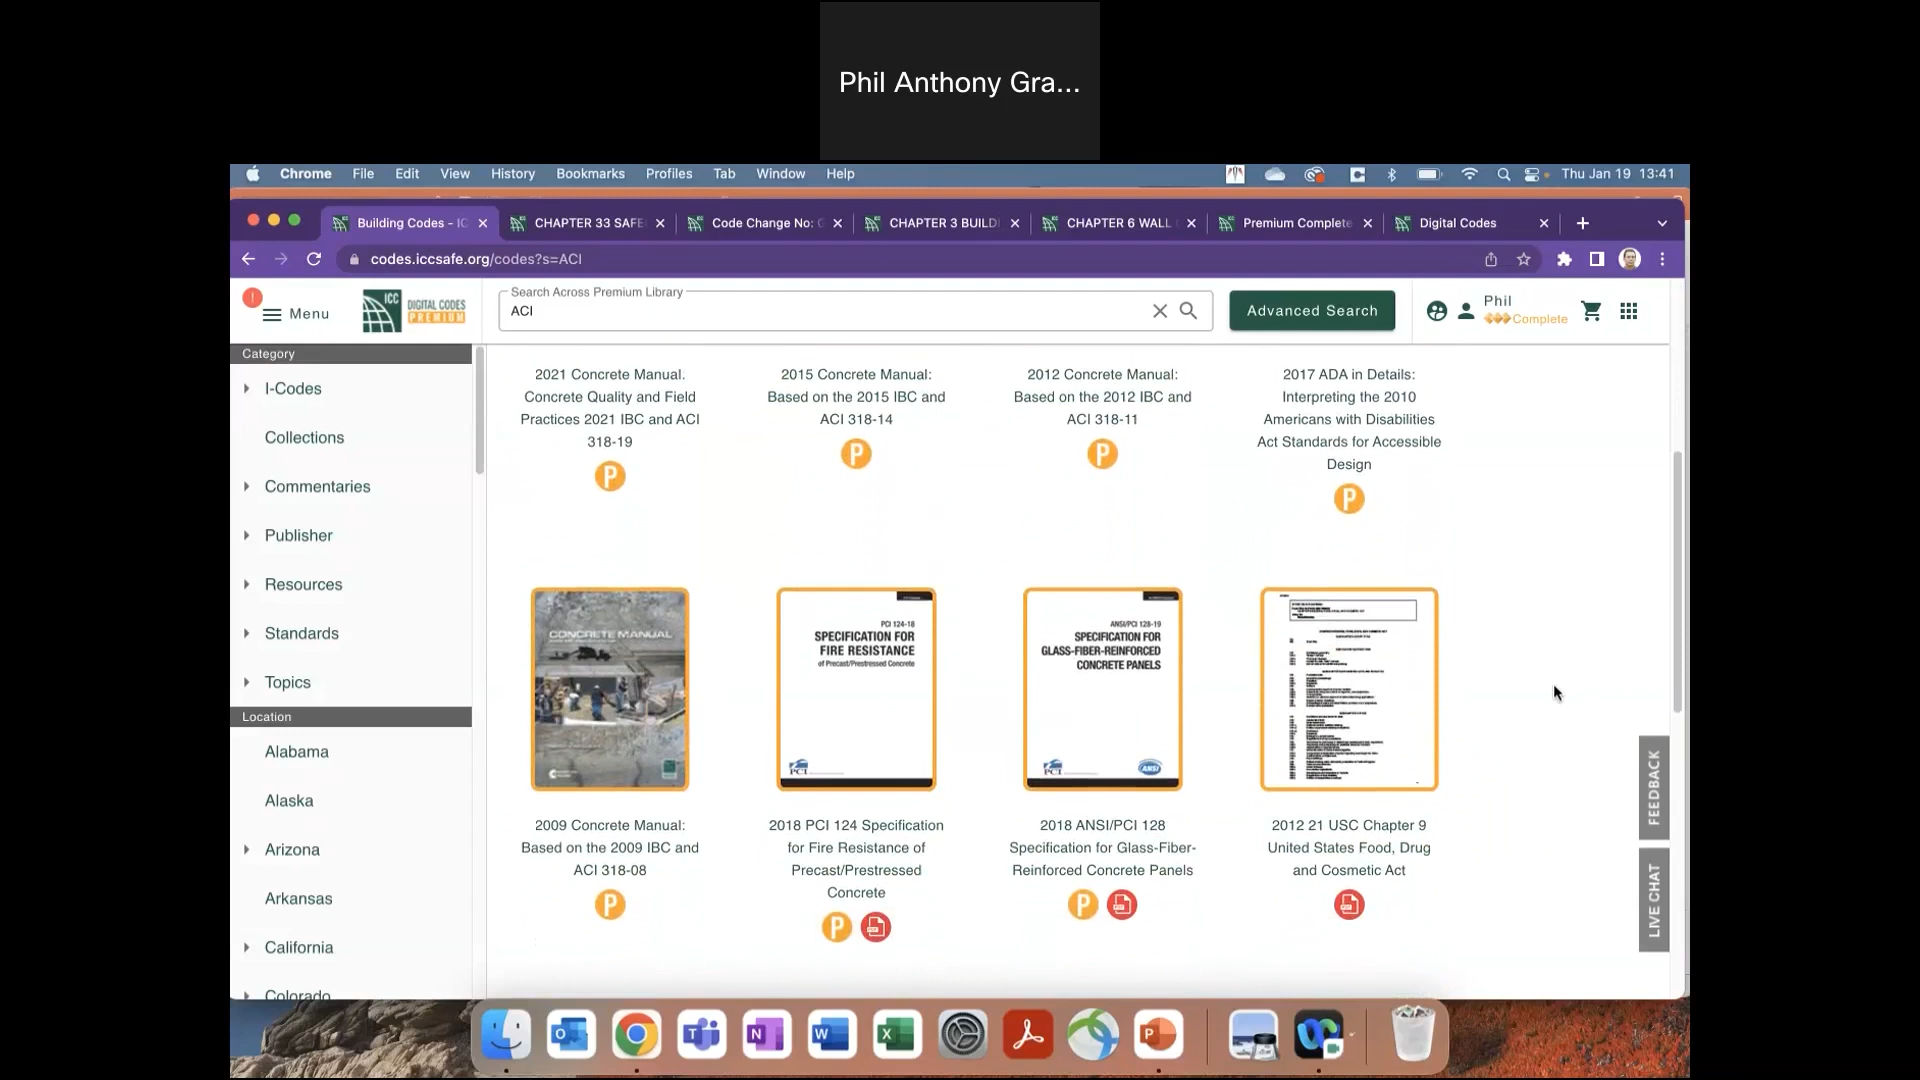 Phil Anthony Gra...
Chrome File Edit View History Bookmarks Profiles Tab Window Help
Thu Jan 19 13:41
Building Codes - IC
CHAPTER 33 SAFE
Code Change No: G
CHAPTER 3 BUILD
CHAPTER 6 WALL
Premium Complete
Digital Codes
codes.iccsafe.org/codes?s=ACI
Menu
ICC
DIGITAL CODES
PREMIUM
Search Across Premium Library
ACI
Advanced Search
Phil
Complete
Category
I-Codes
Collections
Commentaries
Publisher
Resources
Standards
Topics
Location
Alabama
Alaska
Arizona
Arkansas
California
Colorado
2021 Concrete Manual.
Concrete Quality and Field
Practices 2021 IBC and ACI
318-19
P
2015 Concrete Manual:
Based on the 2015 IBC and
ACI 318-14
P
2012 Concrete Manual:
Based on the 2012 IBC and
ACI 318-11
P
2017 ADA in Details:
Interpreting the 2010
Americans with Disabilities
Act Standards for Accessible
Design
P
CONCRETE MANUAL
PCI 124-18
SPECIFICATION FOR
FIRE RESISTANCE
of Precast/Prestressed Concrete
PCI
ANSI/PCI 128-19
SPECIFICATION FOR
GLASS-FIBER-REINFORCED
CONCRETE PANELS
PCI
ANSI
2009 Concrete Manual:
Based on the 2009 IBC and
ACI 318-08
P
2018 PCI 124 Specification
for Fire Resistance of
Precast/Prestressed
Concrete
P
2018 ANSI/PCI 128
Specification for Glass-Fiber-
Reinforced Concrete Panels
P
2012 21 USC Chapter 9
United States Food, Drug
and Cosmetic Act
FEEDBACK
LIVE CHAT